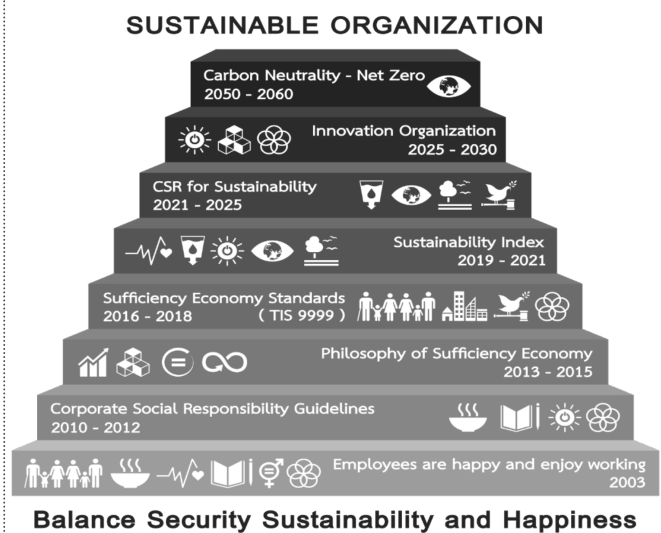 SUSTAINABLE ORGANIZATION
Carbon Neutrality - Net Zero
2050 - 2060
Innovation Organization
2025 - 2030
CSR for Sustainability
2021 - 2025
Sustainability Index
2019 - 2021
Sufficiency Economy Standards
2016 - 2018 ( TIS 9999 )
Philosophy of Sufficiency Economy
2013 - 2015
Corporate Social Responsibility Guidelines
2010 - 2012
Employees are happy and enjoy working
2003
Balance Security Sustainability and Happiness